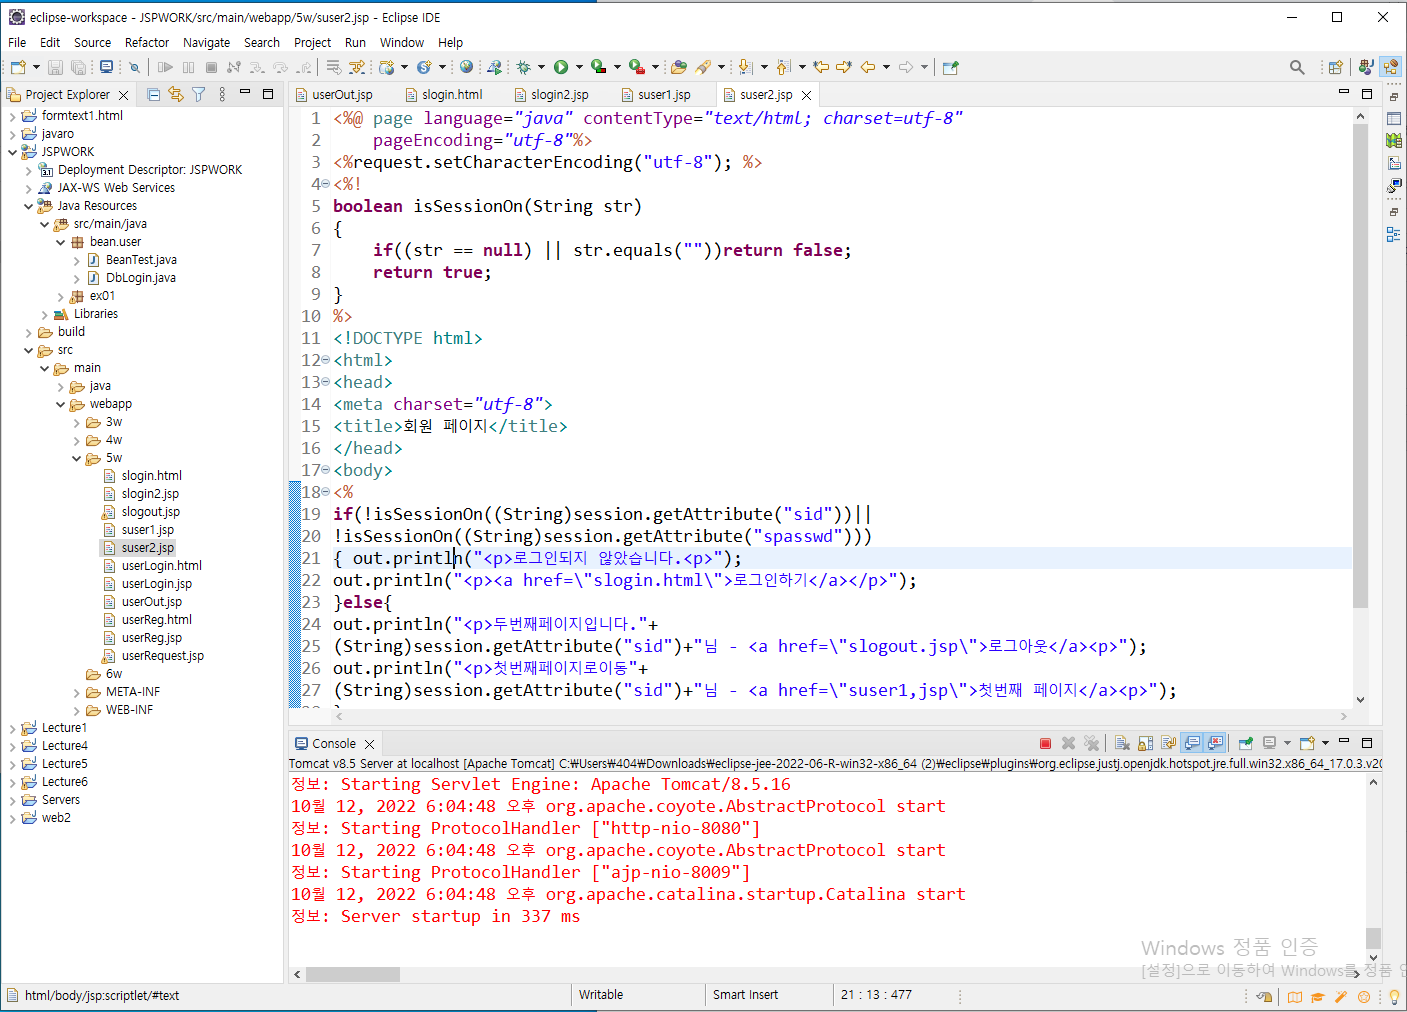 eclipse-workspace - JSPWORK/src/main/webapp/5w/suser2.jsp - Eclipse IDE
File Edit Source Refactor Navigate Search Project Run Window Help
Project Explorer
formtext1.html
javaro
JSPWORK
Deployment Descriptor: JSPWORK
JAX-WS Web Services
Java Resources
src/main/java
bean.user
BeanTest.java
DbLogin.java
ex01
Libraries
build
src
main
java
webapp
3w
4w
5w
slogin.html
slogin2.jsp
slogout.jsp
suser1.jsp
suser2.jsp
userLogin.html
userLogin.jsp
userOut.jsp
userReg.html
userReg.jsp
userRequest.jsp
6w
META-INF
WEB-INF
Lecture1
Lecture4
Lecture5
Lecture6
Servers
web2
userOut.jsp slogin.html slogin2.jsp suser1.jsp suser2.jsp
1 <%@ page language="java" contentType="text/html; charset=utf-8"
2 pageEncoding="utf-8"%>
3 <%request.setCharacterEncoding("utf-8"); %>
4 <%!
5 boolean isSessionOn(String str)
6 {
7 if((str == null) || str.equals(""))return false;
8 return true;
9 }
10 %>
11 <!DOCTYPE html>
12 <html>
13 <head>
14 <meta charset="utf-8">
15 <title>회원 페이지</title>
16 </head>
17 <body>
18 <%
19 if(!isSessionOn((String)session.getAttribute("sid"))||
20 !isSessionOn((String)session.getAttribute("spasswd")))
21 { out.println("<p>로그인되지 않았습니다.<p>");
22 out.println("<p><a href=\"slogin.html\">로그인하기</a></p>");
23 }else{
24 out.println("<p>두번째페이지입니다."+
25 (String)session.getAttribute("sid")+"님 - <a href=\"slogout.jsp\">로그아웃</a><p>");
26 out.println("<p>첫번째페이지로이동"+
27 (String)session.getAttribute("sid")+"님 - <a href=\"suser1,jsp\">첫번째 페이지</a><p>");
Console
Tomcat v8.5 Server at localhost [Apache Tomcat] C:₩Users₩404₩Downloads₩eclipse-jee-2022-06-R-win32-x86_64 (2)₩eclipse₩plugins₩org.eclipse.justj.openjdk.hotspot.jre.full.win32.x86_64_17.0.3.v20
정보: Starting Servlet Engine: Apache Tomcat/8.5.16
10월 12, 2022 6:04:48 오후 org.apache.coyote.AbstractProtocol start
정보: Starting ProtocolHandler ["http-nio-8080"]
10월 12, 2022 6:04:48 오후 org.apache.coyote.AbstractProtocol start
정보: Starting ProtocolHandler ["ajp-nio-8009"]
10월 12, 2022 6:04:48 오후 org.apache.catalina.startup.Catalina start
정보: Server startup in 337 ms
Windows 정품 인증
[설정]으로 이동하여 Windows를 정품
html/body/jsp:scriptlet/#text Writable Smart Insert 21 : 13 : 477